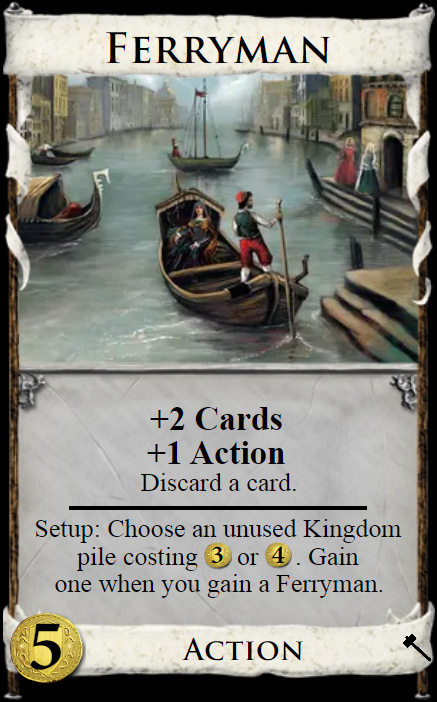 FERRYMAN
+2 Cards
+1 Action
Discard a card.
Setup: Choose an unused Kingdom
pile costing 3 or 4. Gain
one when you gain a Ferryman.
5 ACTION